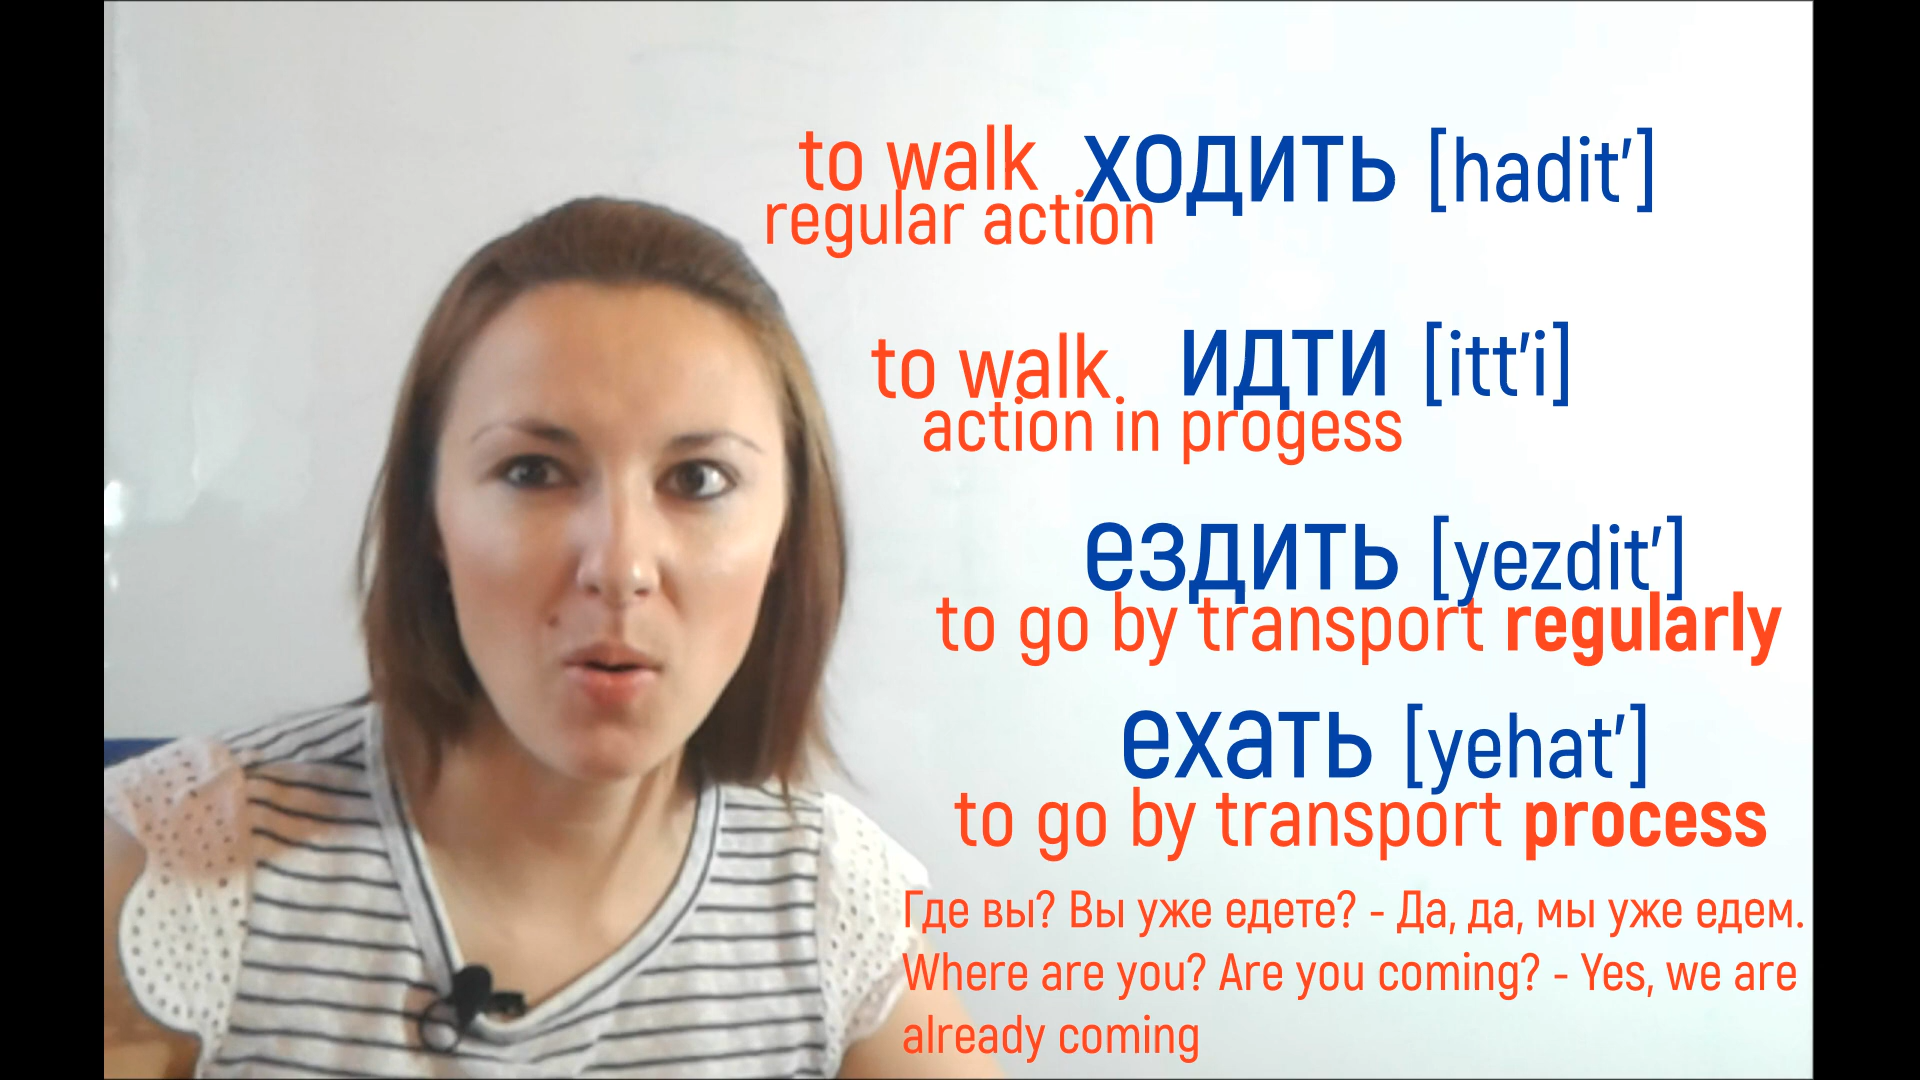 to walk ходить [hadit']
regular action
to walk идти [itt'i]
action in progess
ездить [yezdit']
to go by transport regularly
ехать [yehat']
to go by transport process
Где вы? Вы уже едете? - Да, да, мы уже едем.
Where are you? Are you coming? - Yes, we are
already coming